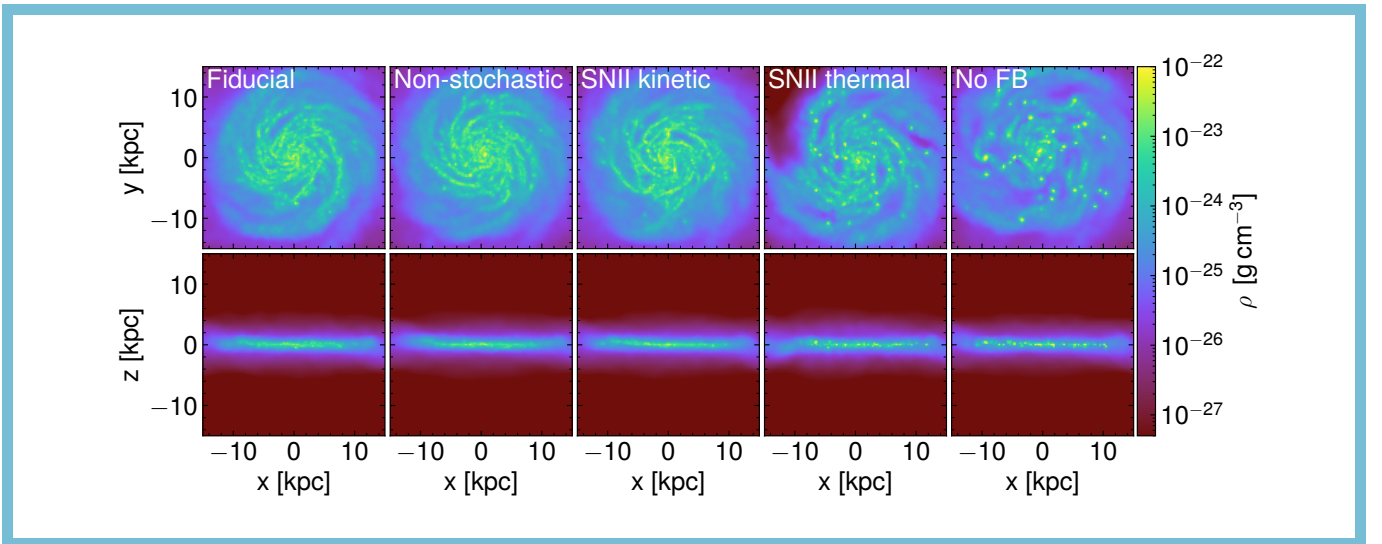 Fiducial
Non-stochastic
SNII kinetic
SNII thermal
No FB
10
0
−10
y [kpc]
10
0
−10
z [kpc]
−10 0 10
−10 0 10
−10 0 10
−10 0 10
−10 0 10
x [kpc]
x [kpc]
x [kpc]
x [kpc]
x [kpc]
10⁻²²
10⁻²³
10⁻²⁴
10⁻²⁵
10⁻²⁶
10⁻²⁷
ρ [g cm⁻³]